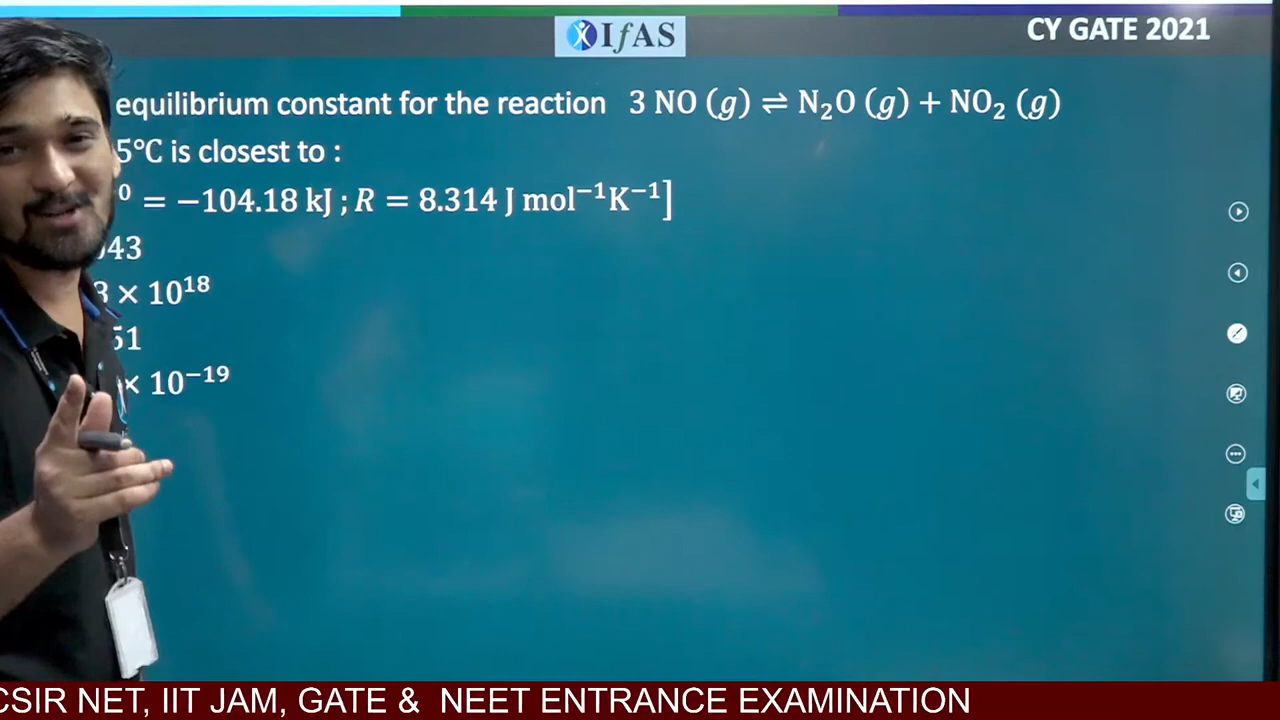 IfAS
CY GATE 2021
equilibrium constant for the reaction 3 NO (g) ⇌ N₂O (g) + NO₂ (g)
5°C is closest to :
⁰ = −104.18 kJ ; R = 8.314 J mol⁻¹K⁻¹]
43
3 × 10¹⁸
51
× 10⁻¹⁹
CSIR NET, IIT JAM, GATE & NEET ENTRANCE EXAMINATION